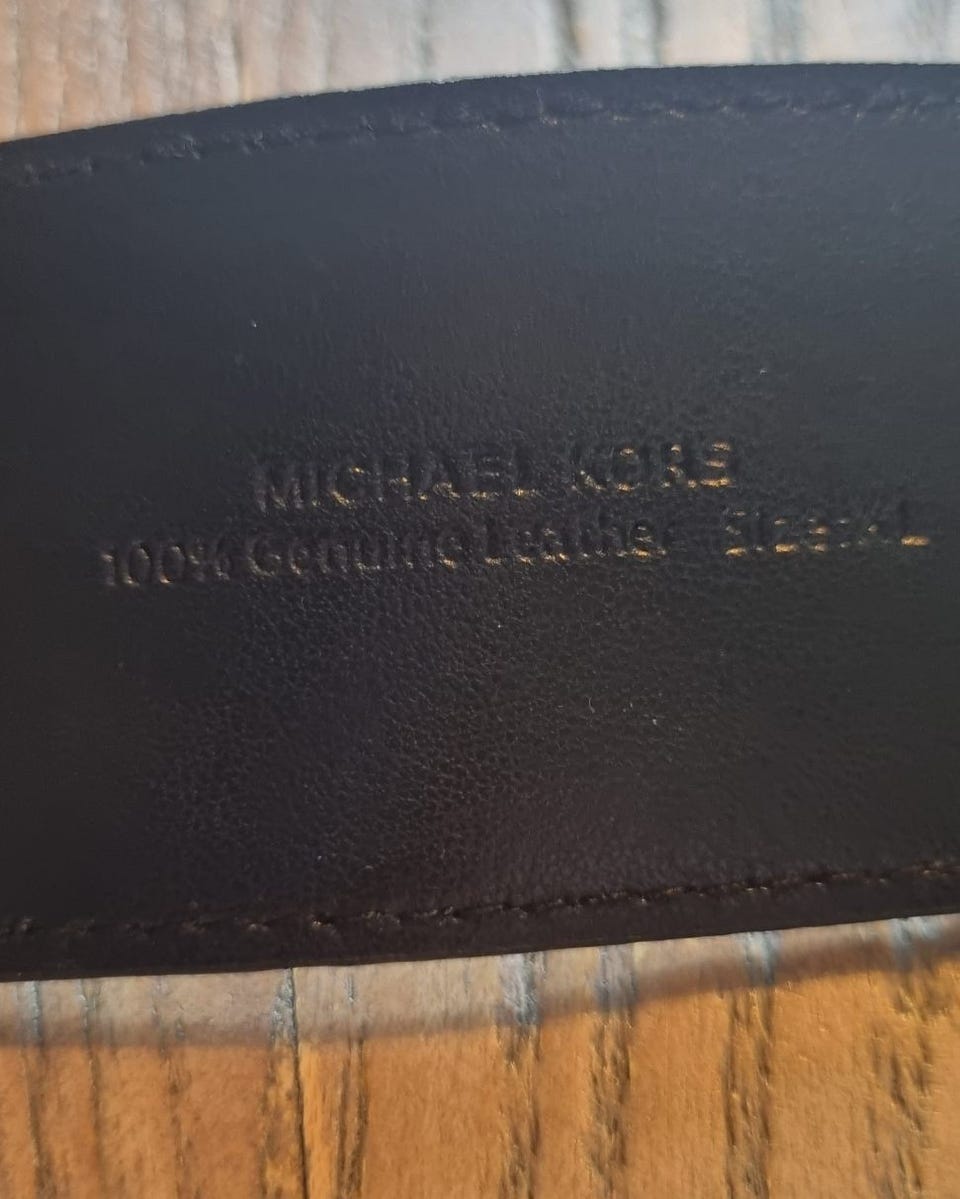 MICHAEL KORS
100% Genuine Leather Size:XL